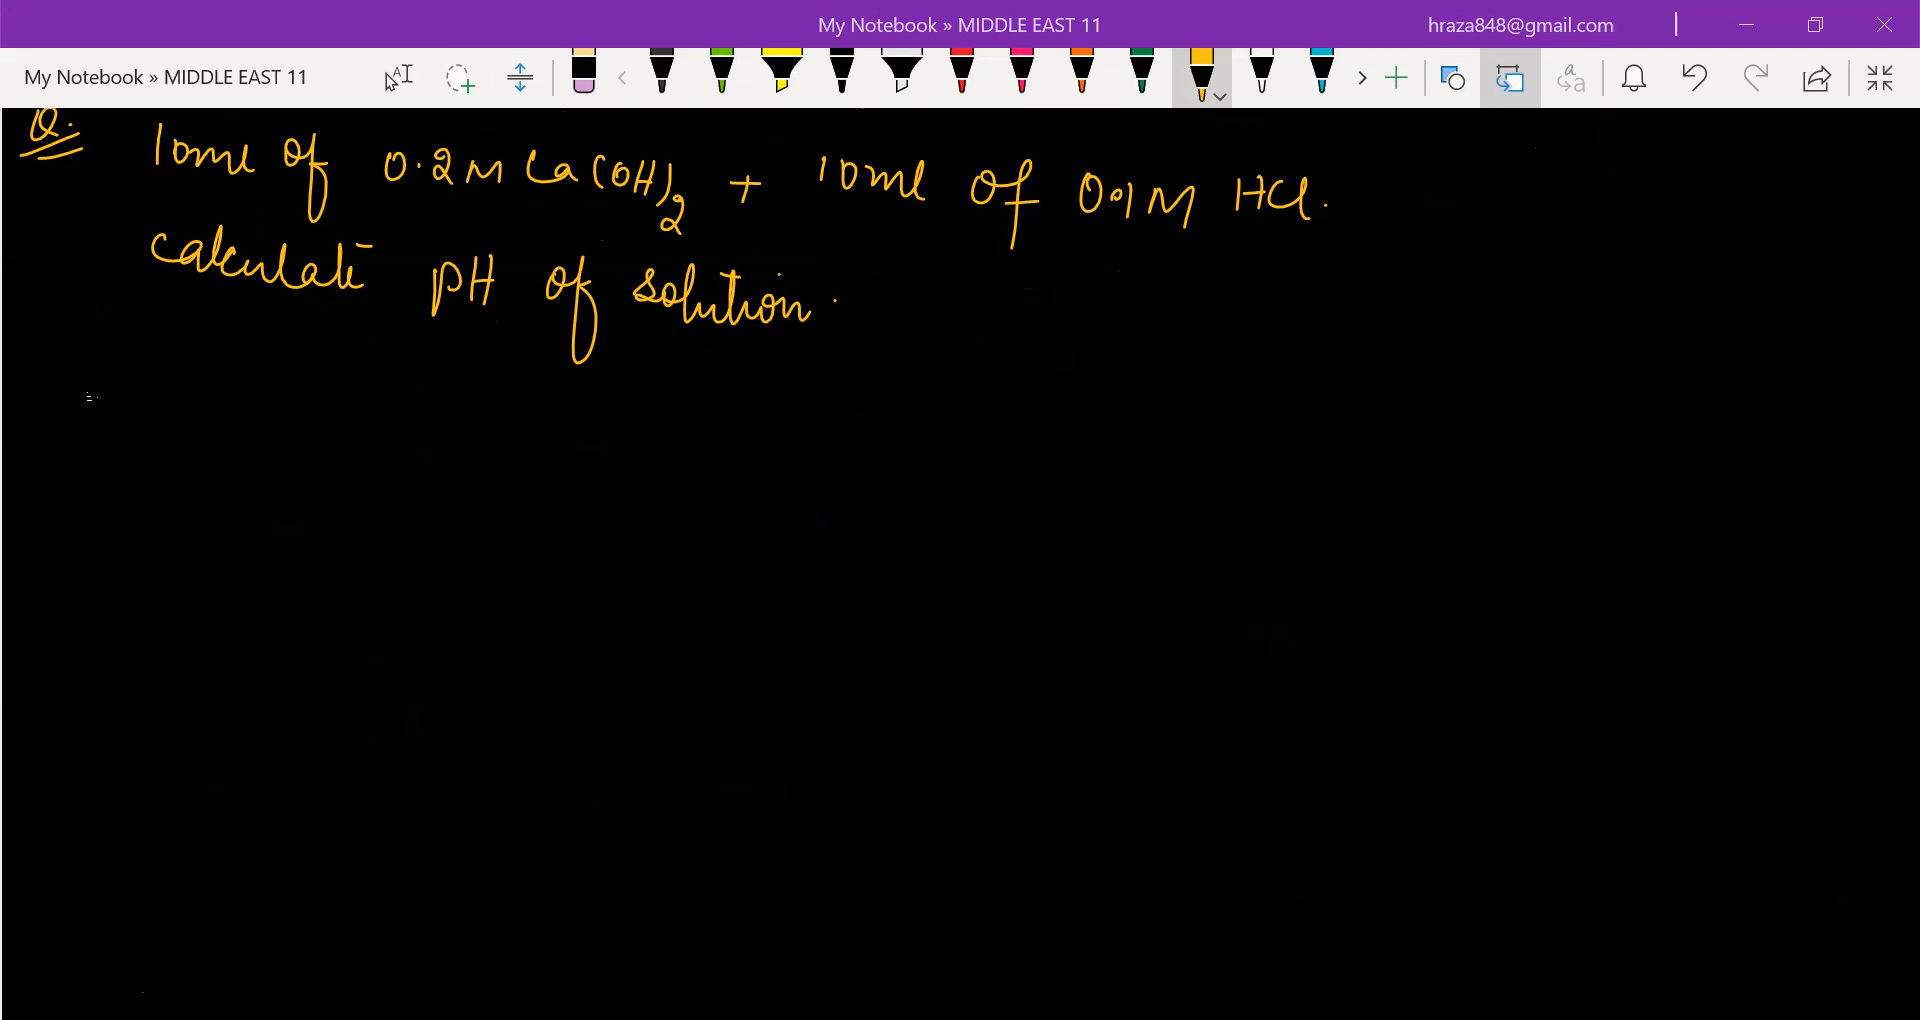 My Notebook » MIDDLE EAST 11
hraza848@gmail.com
My Notebook » MIDDLE EAST 11
Q. 10ml of 0.2M Ca(OH)2 + 10ml of 0.1M HCl.
calculate pH of solution.